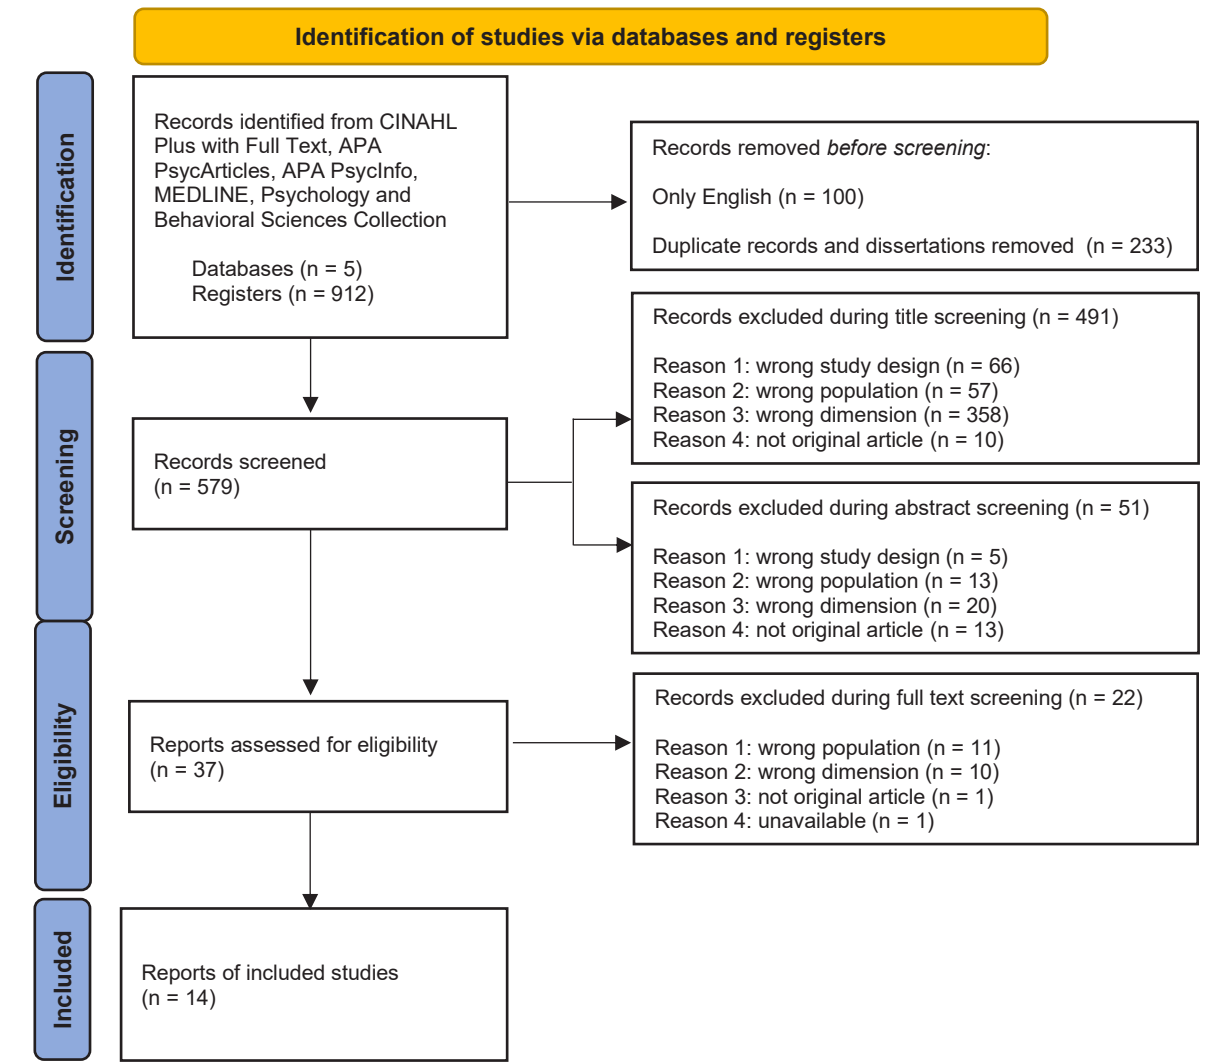 Identification of studies via databases and registers
Identification
Records identified from CINAHL
Plus with Full Text, APA
PsycArticles, APA PsycInfo,
MEDLINE, Psychology and
Behavioral Sciences Collection
Databases (n = 5)
Registers (n = 912)
Records removed before screening:
Only English (n = 100)
Duplicate records and dissertations removed (n = 233)
Screening
Records screened
(n = 579)
Records excluded during title screening (n = 491)
Reason 1: wrong study design (n = 66)
Reason 2: wrong population (n = 57)
Reason 3: wrong dimension (n = 358)
Reason 4: not original article (n = 10)
Records excluded during abstract screening (n = 51)
Reason 1: wrong study design (n = 5)
Reason 2: wrong population (n = 13)
Reason 3: wrong dimension (n = 20)
Reason 4: not original article (n = 13)
Eligibility
Reports assessed for eligibility
(n = 37)
Records excluded during full text screening (n = 22)
Reason 1: wrong population (n = 11)
Reason 2: wrong dimension (n = 10)
Reason 3: not original article (n = 1)
Reason 4: unavailable (n = 1)
Included
Reports of included studies
(n = 14)